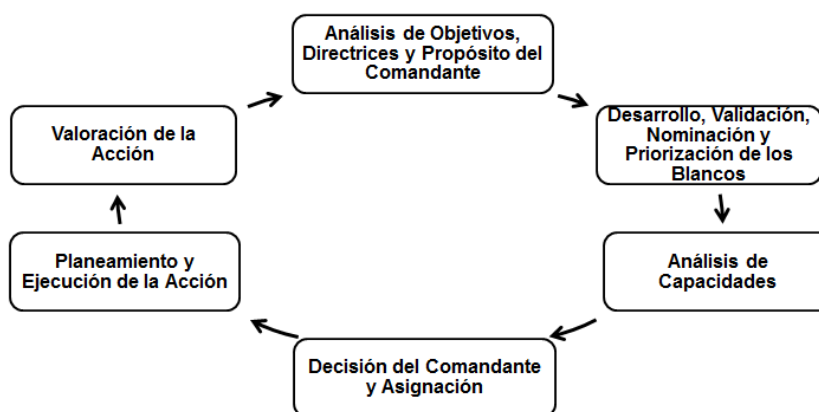 Análisis de Objetivos,
Directrices y Propósito del
Comandante
Desarrollo, Validación,
Nominación y
Priorización de los
Blancos
Análisis de
Capacidades
Decisión del Comandante
y Asignación
Planeamiento y
Ejecución de la Acción
Valoración de la
Acción